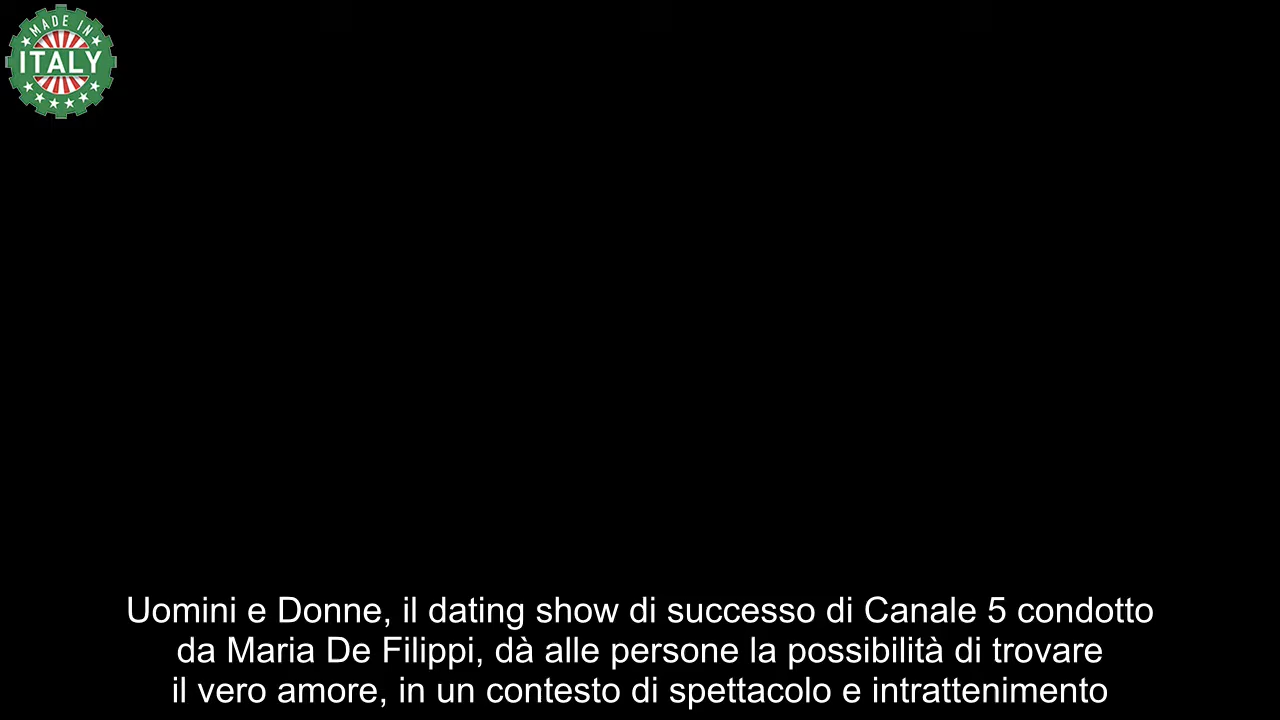 MADE IN
ITALY
Uomini e Donne, il dating show di successo di Canale 5 condotto
da Maria De Filippi, dà alle persone la possibilità di trovare
il vero amore, in un contesto di spettacolo e intrattenimento